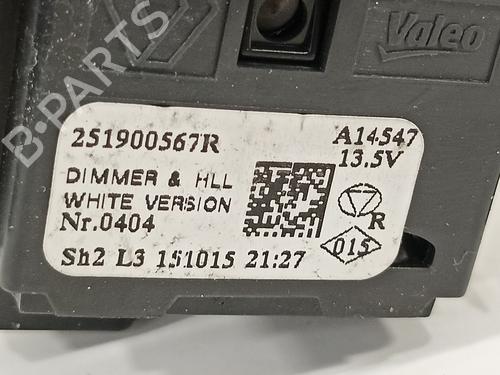 Valeo
B-PARTS
251900567R
A14547
13.5V
DIMMER & HLL
WHITE VERSION
R
Nr.0404
015
Sh2 L3 151015 21:27